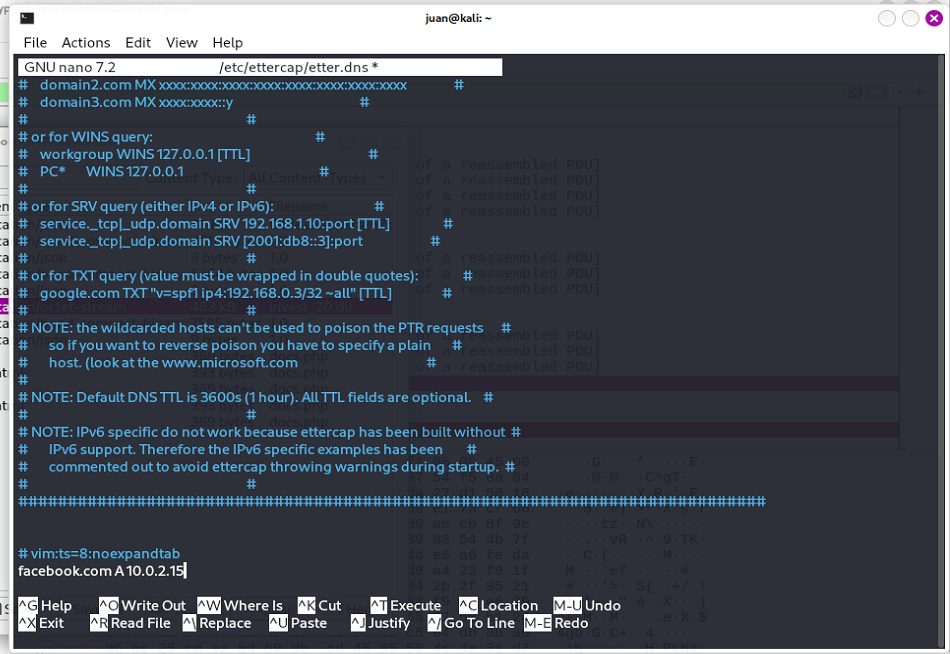 juan@kali: ~
File Actions Edit View Help
GNU nano 7.2 /etc/ettercap/etter.dns *
# domain2.com MX xxxx:xxxx:xxxx:xxxx:xxxx:xxxx:xxxx:xxxx #
# domain3.com MX xxxx:xxxx::y #
# #
# or for WINS query: #
# workgroup WINS 127.0.0.1 [TTL] #
# PC* WINS 127.0.0.1 #
# #
# or for SRV query (either IPv4 or IPv6): #
# service._tcp|_udp.domain SRV 192.168.1.10:port [TTL] #
# service._tcp|_udp.domain SRV [2001:db8::3]:port #
# #
# or for TXT query (value must be wrapped in double quotes): #
# google.com TXT "v=spf1 ip4:192.168.0.3/32 ~all" [TTL] #
# #
# NOTE: the wildcarded hosts can't be used to poison the PTR requests #
# so if you want to reverse poison you have to specify a plain #
# host. (look at the www.microsoft.com #
#
# NOTE: Default DNS TTL is 3600s (1 hour). All TTL fields are optional. #
# #
# NOTE: IPv6 specific do not work because ettercap has been built without #
# IPv6 support. Therefore the IPv6 specific examples has been #
# commented out to avoid ettercap throwing warnings during startup. #
# #
###########################################################################
# vim:ts=8:noexpandtab
facebook.com A 10.0.2.15
^G Help ^O Write Out ^W Where Is ^K Cut ^T Execute ^C Location M-U Undo
^X Exit ^R Read File ^\ Replace ^U Paste ^J Justify ^/ Go To Line M-E Redo